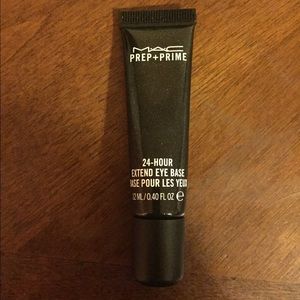 MAC
PREP+PRIME
24-HOUR
EXTEND EYE BASE
BASE POUR LES YEUX
12 ML/0.40 FL OZ ℮